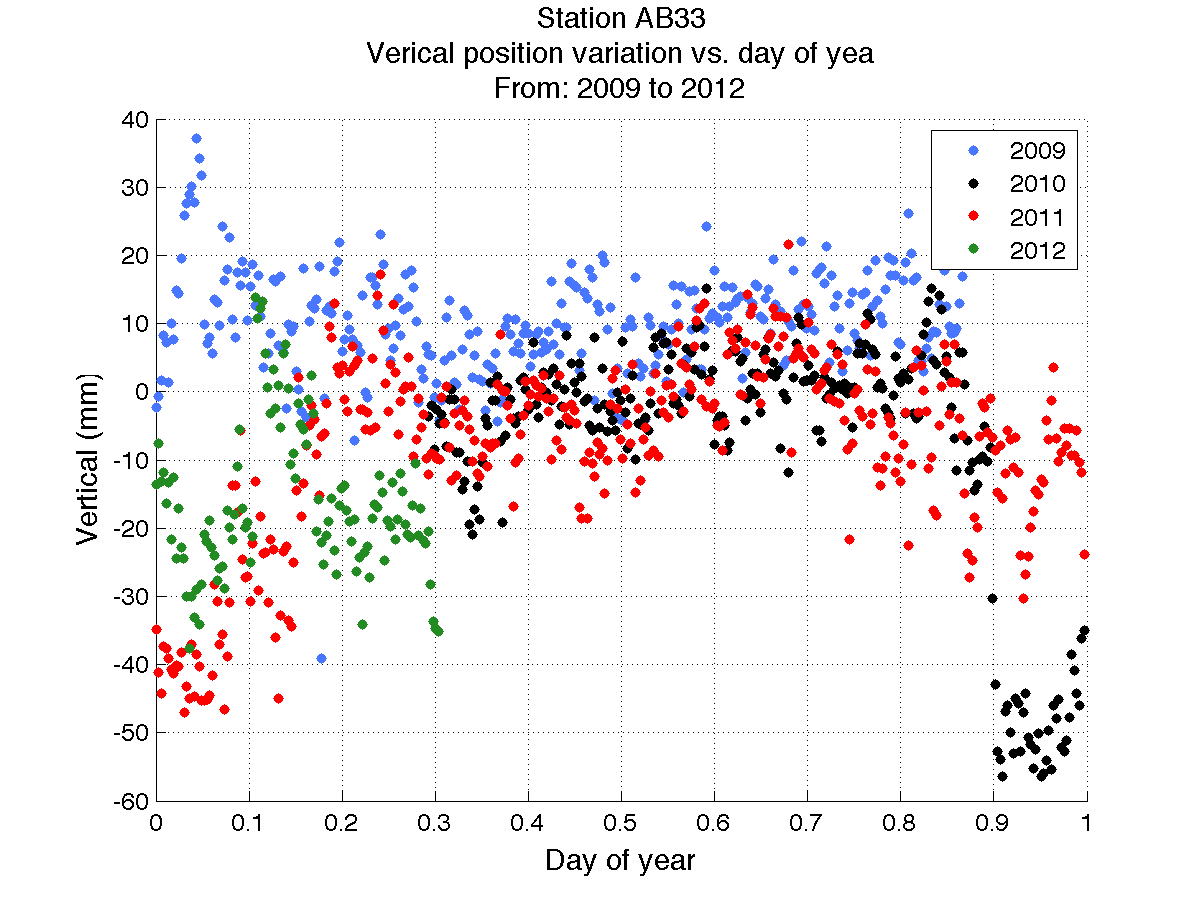 Station AB33
Verical position variation vs. day of yea
From: 2009 to 2012
40
30
20
10
0
-10
-20
-30
-40
-50
-60
Vertical (mm)
2009
2010
2011
2012
0 0.1 0.2 0.3 0.4 0.5 0.6 0.7 0.8 0.9 1
Day of year